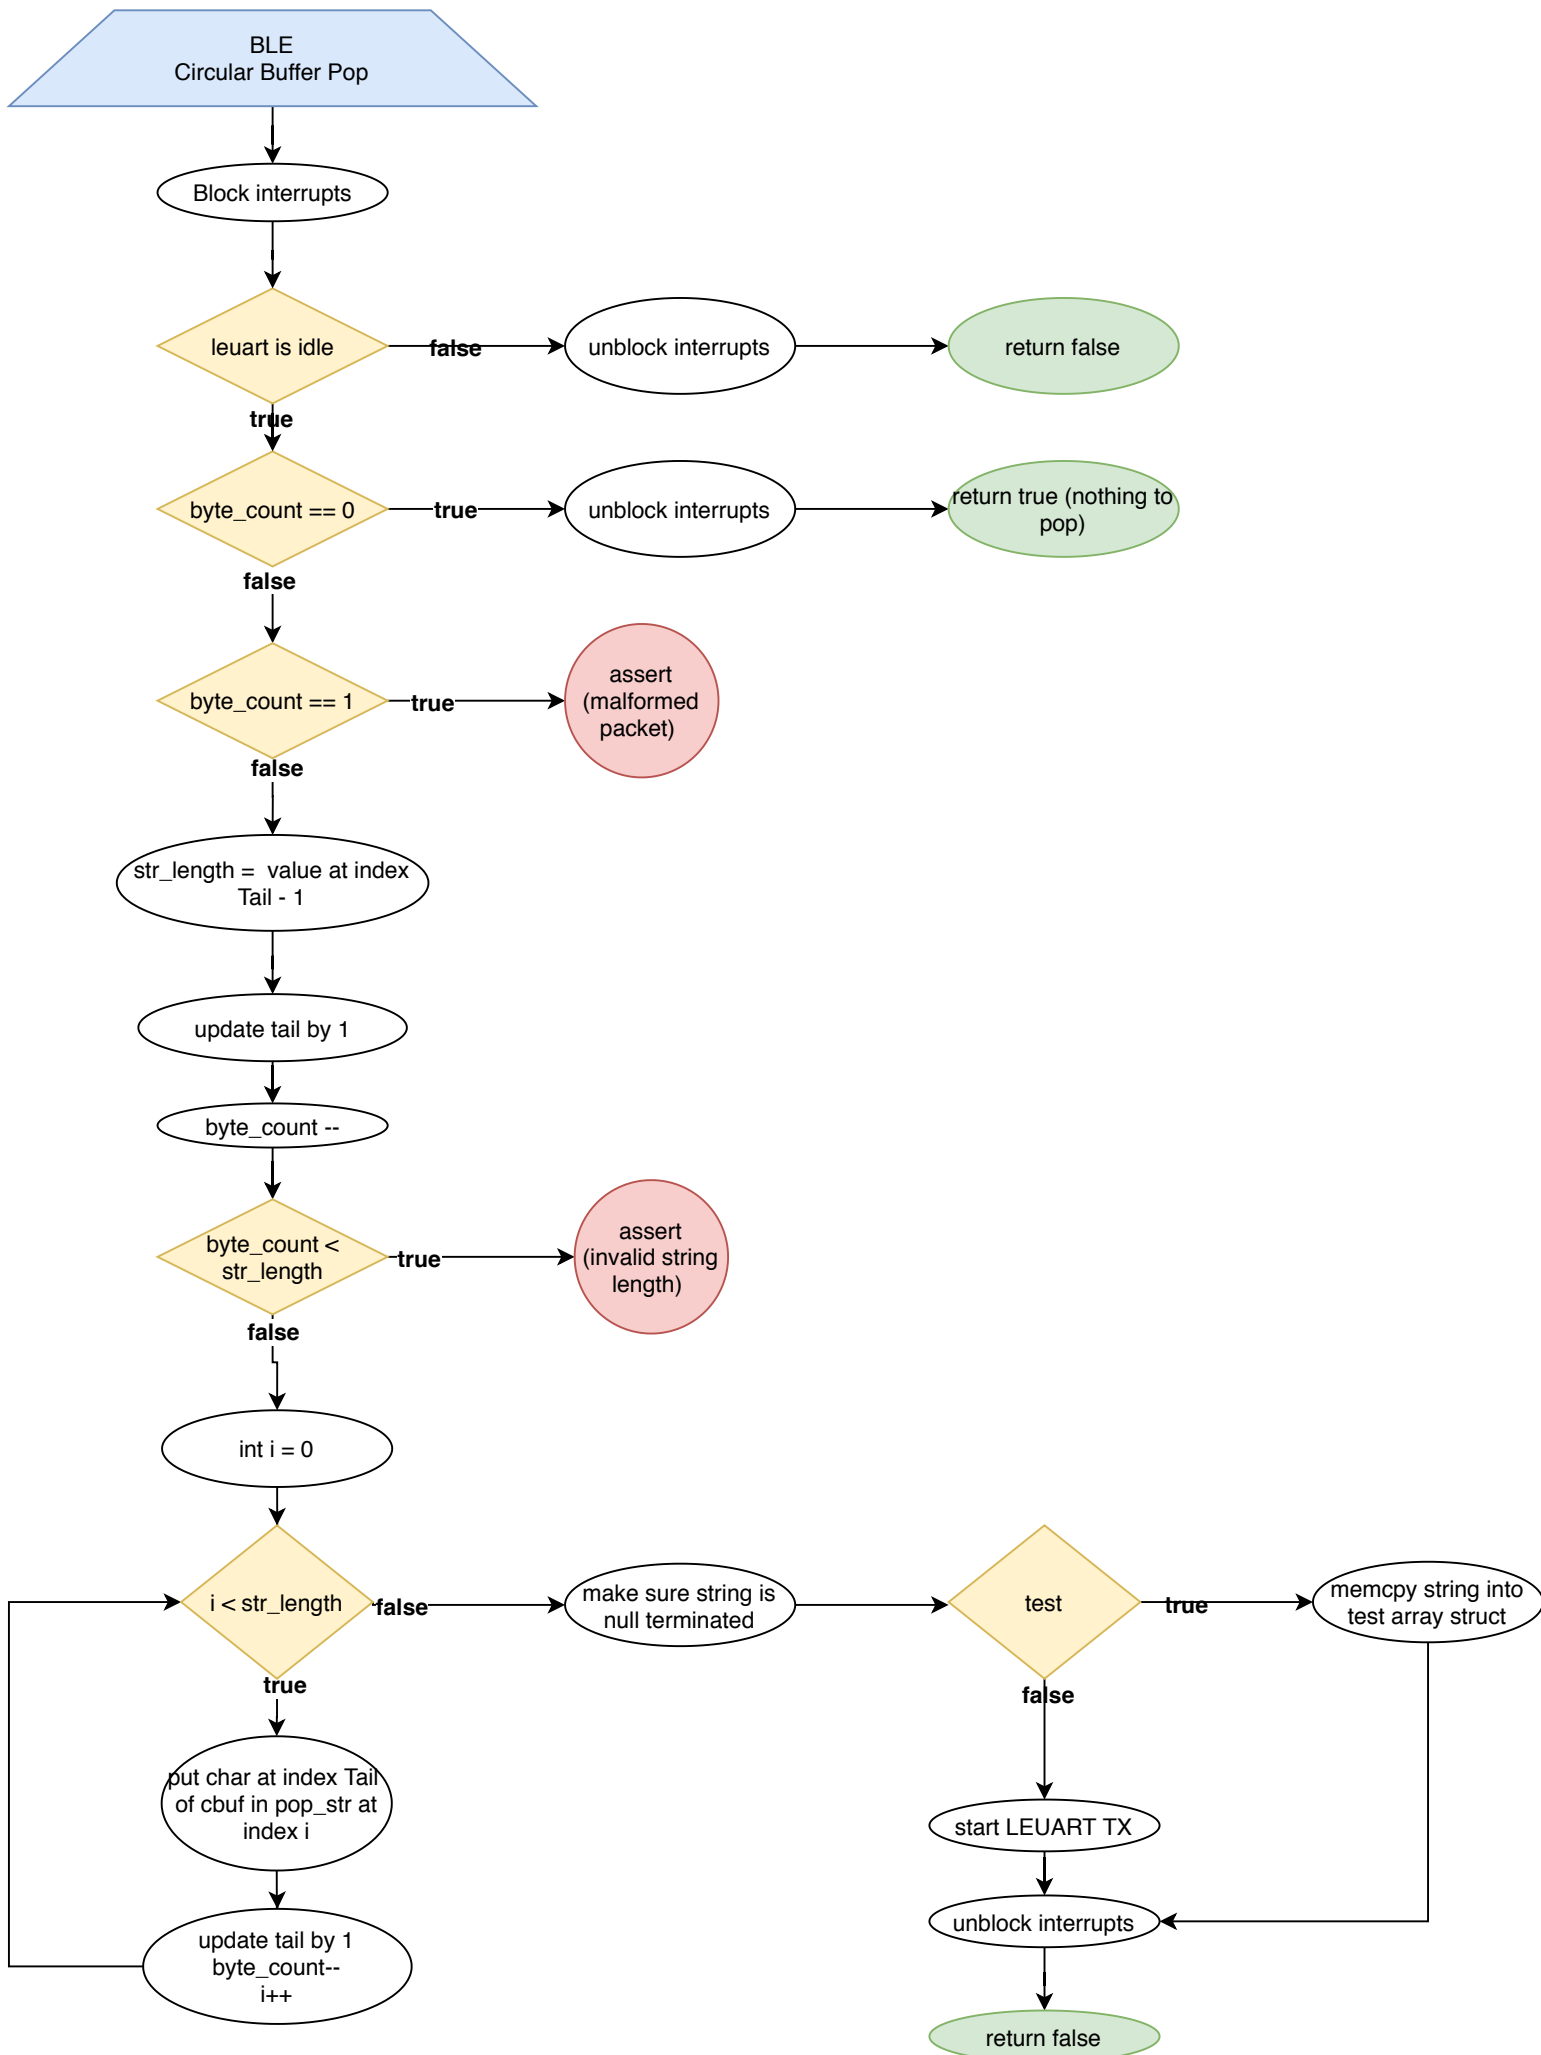 BLE
Circular Buffer Pop
Block interrupts
leuart is idle
false
unblock interrupts
return false
true
byte_count == 0
true
unblock interrupts
return true (nothing to
pop)
false
byte_count == 1
true
assert
(malformed
packet)
false
str_length =  value at index
Tail - 1
update tail by 1
byte_count --
byte_count <
str_length
true
assert
(invalid string
length)
false
int i = 0
i < str_length
false
make sure string is
null terminated
test
true
memcpy string into
test array struct
true
put char at index Tail
of cbuf in pop_str at
index i
update tail by 1
byte_count--
i++
false
start LEUART TX
unblock interrupts
return false